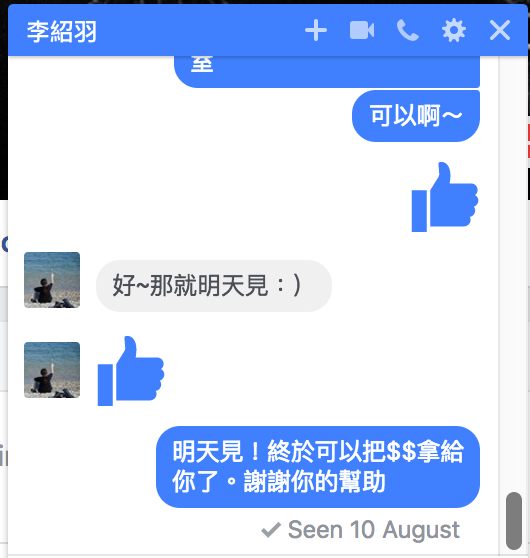 李紹羽
室
可以啊～
好~那就明天見：）
明天見！終於可以把$$拿給
你了。謝謝你的幫助
Seen 10 August